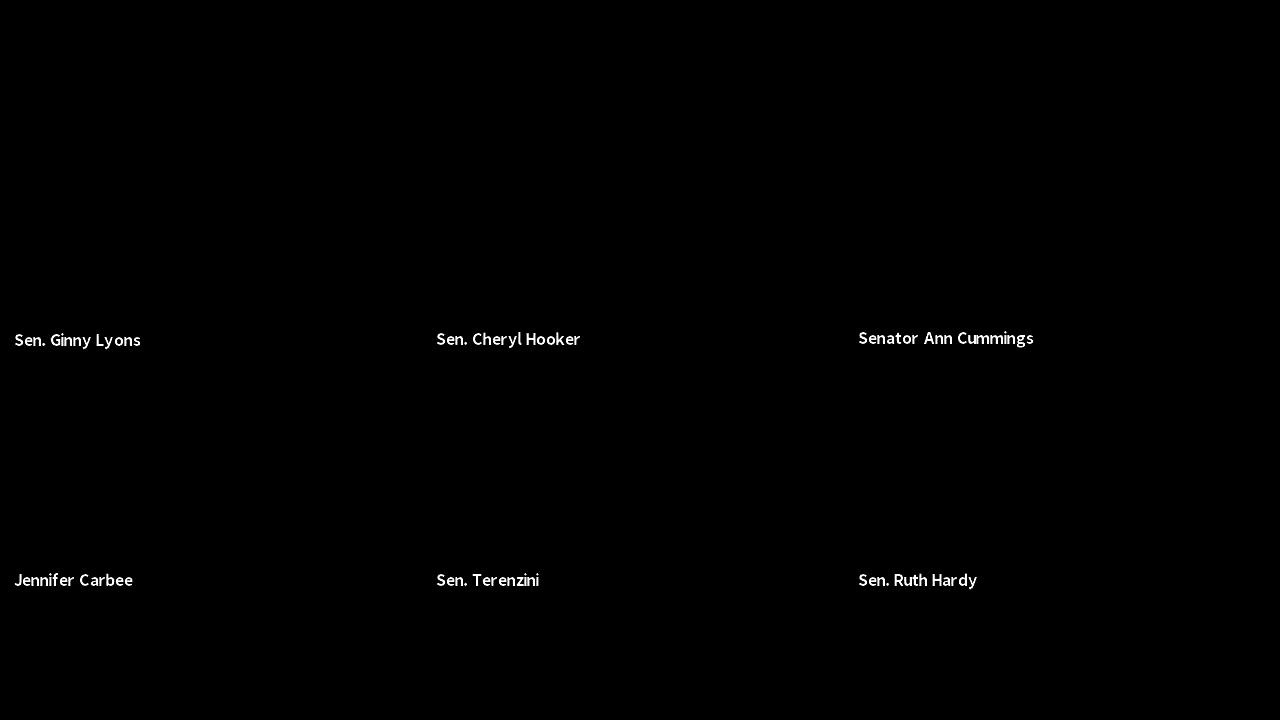 Sen. Ginny Lyons
Sen. Cheryl Hooker
Senator Ann Cummings
Jennifer Carbee
Sen. Terenzini
Sen. Ruth Hardy